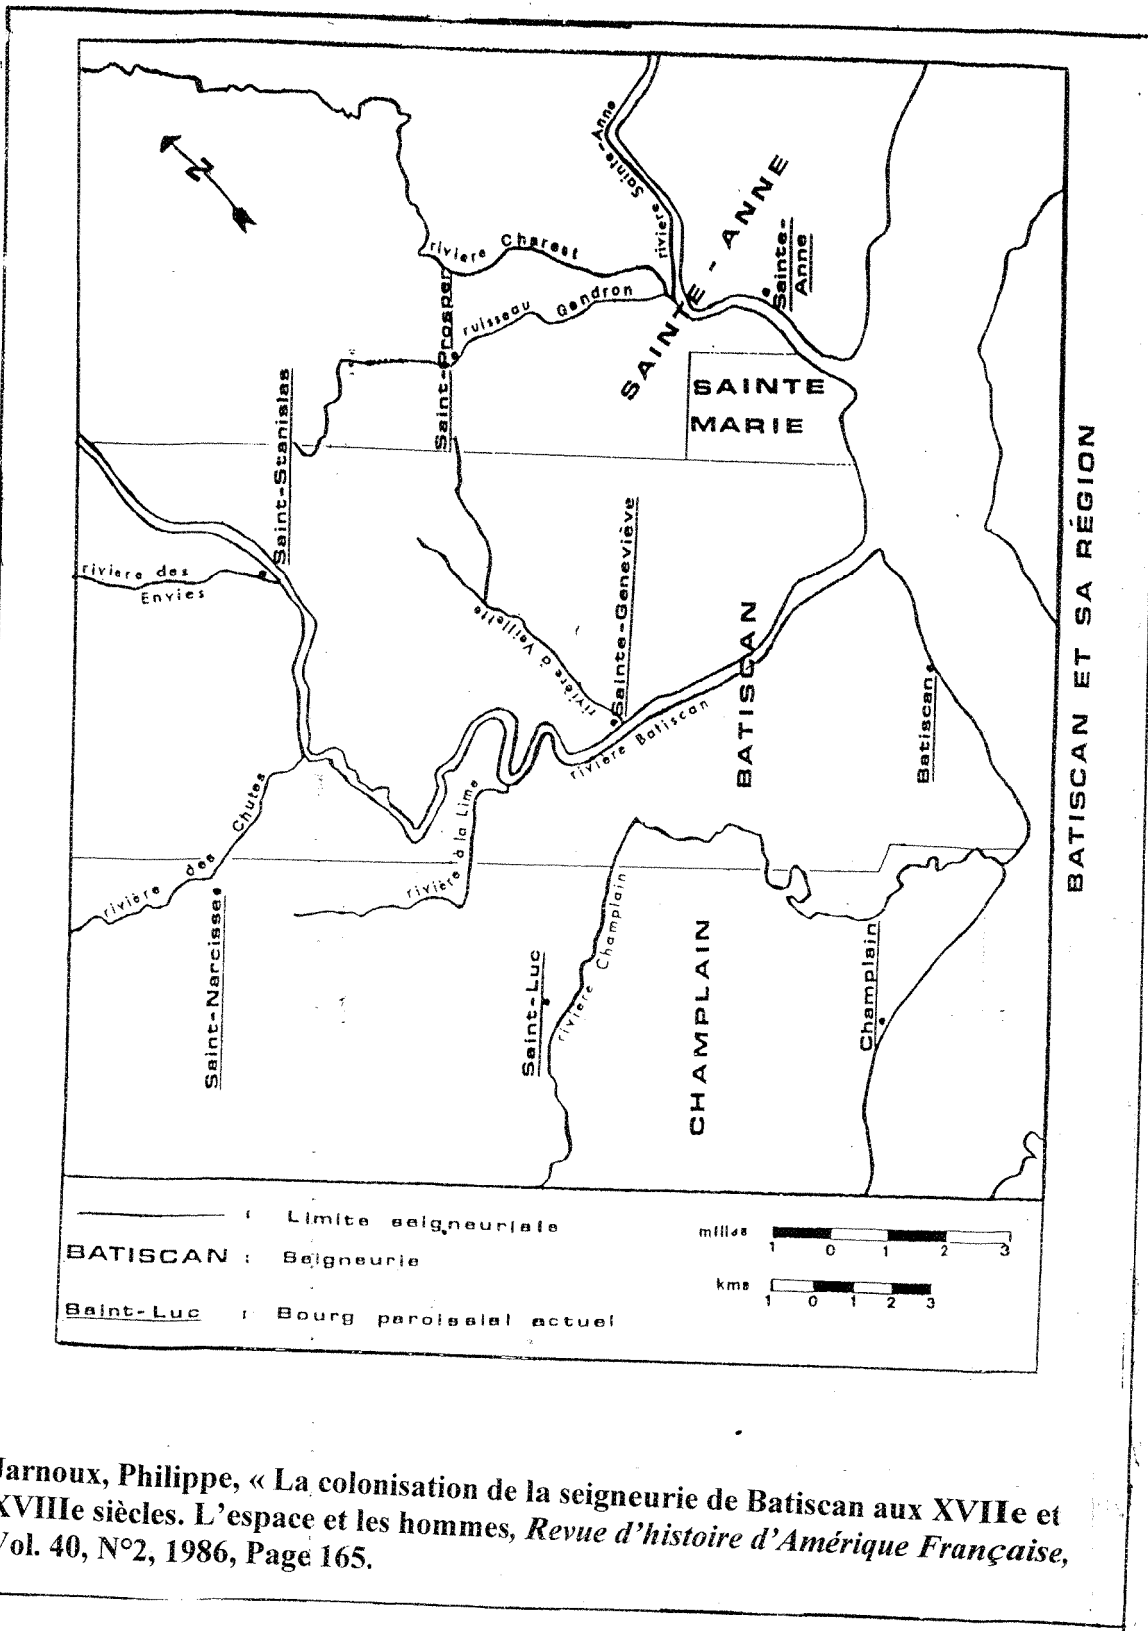 N
rivière Sainte-Anne
SAINTE-ANNE
Sainte-
Anne
rivière Charest
ruisseau Gendron
Saint-Prosper
SAINTE
MARIE
Saint-Stanislas
rivière des
Envies
Sainte-Geneviève
rivière à Veillette
rivière Batiscan
BATISCAN
Batiscan
BATISCAN ET SA RÉGION
rivière des Chutes
rivière à la Lime
Saint-Narcisse
Saint-Luc
rivière Champlain
CHAMPLAIN
Champlain
: Limite seigneuriale
BATISCAN : Seigneurie
Saint-Luc : Bourg paroissial actuel
milles
1 0 1 2 3
kms
1 0 1 2 3
Jarnoux, Philippe, « La colonisation de la seigneurie de Batiscan aux XVIIe et
XVIIIe siècles. L'espace et les hommes, Revue d'histoire d'Amérique Française,
Vol. 40, N°2, 1986, Page 165.